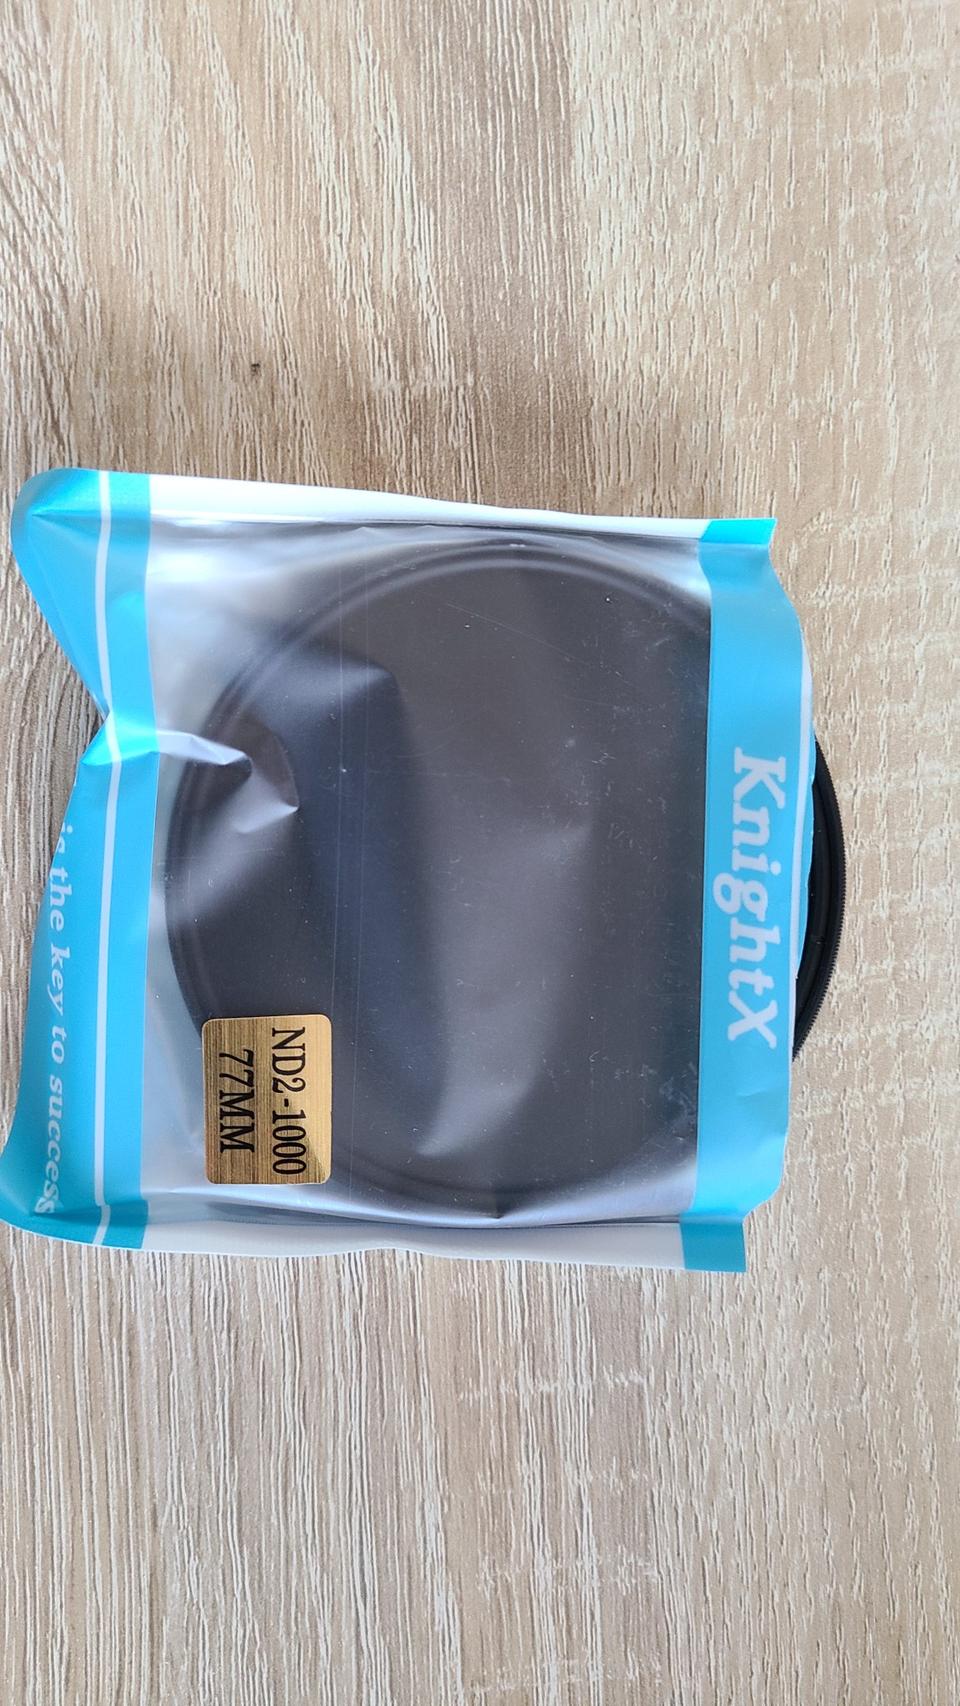 KnightX
ND2-1000
77MM
is the key to success